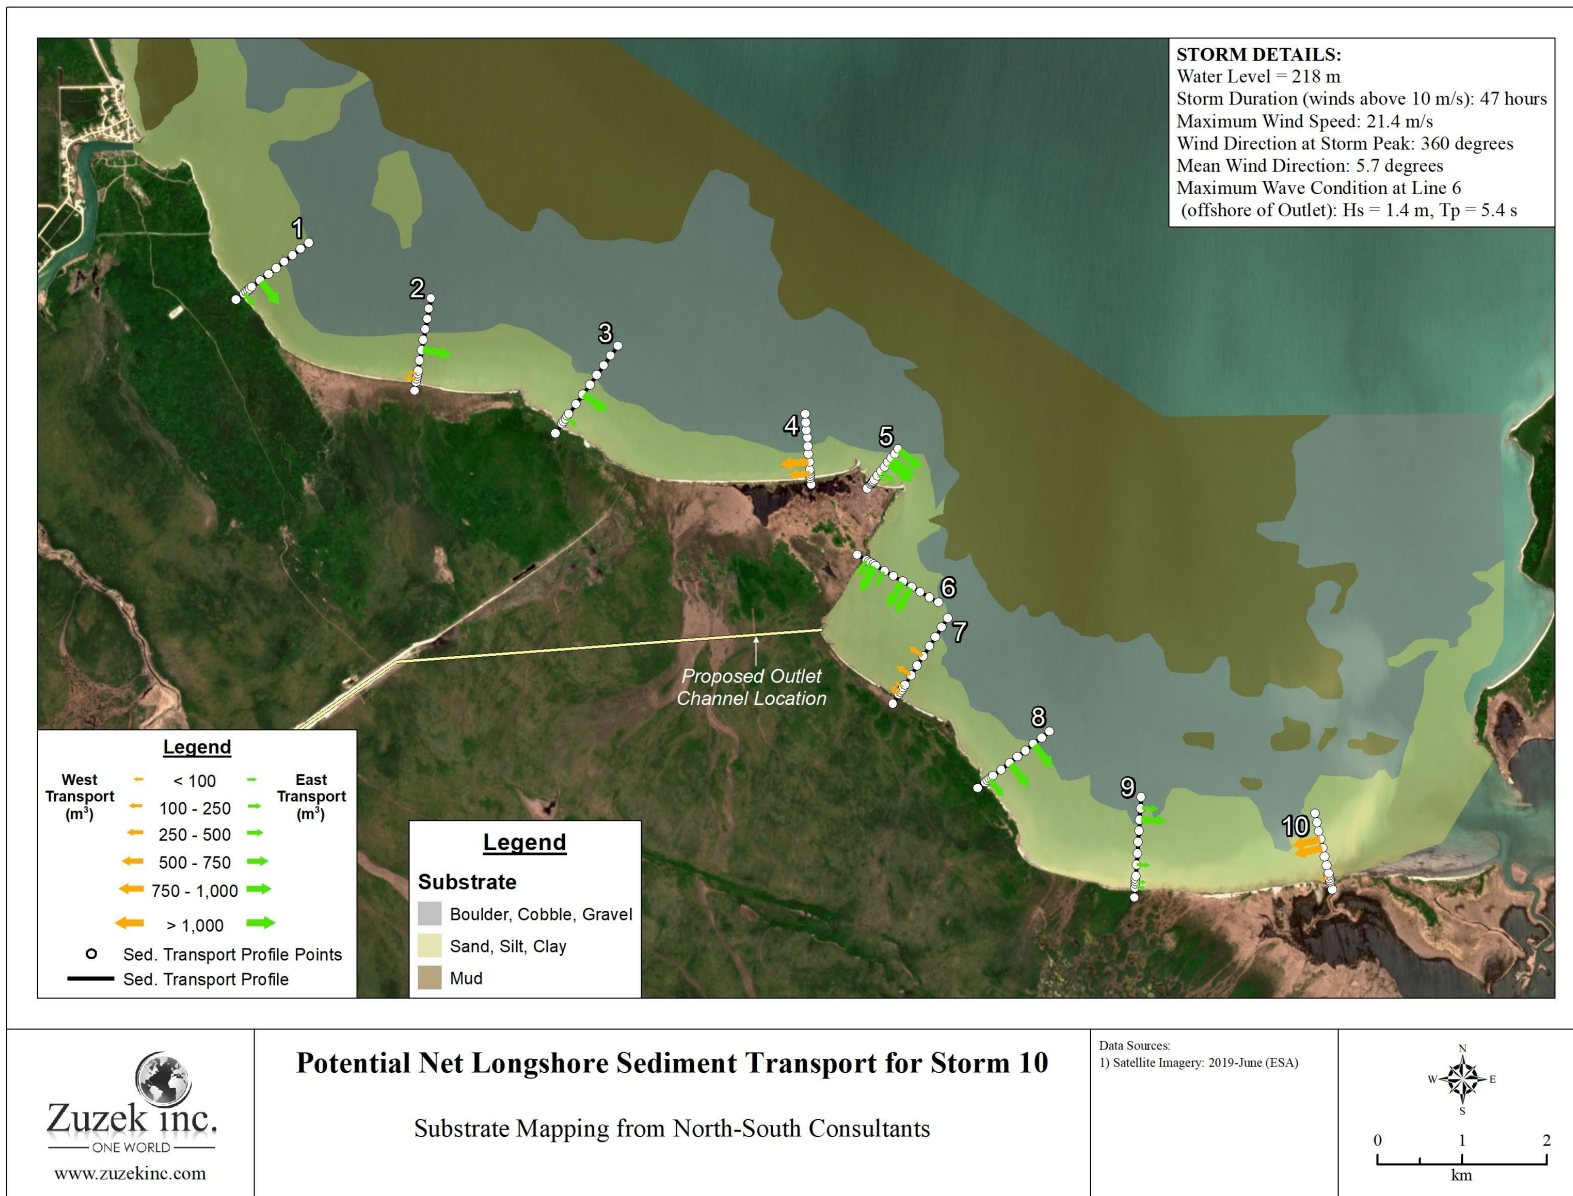 STORM DETAILS:
Water Level = 218 m
Storm Duration (winds above 10 m/s): 47 hours
Maximum Wind Speed: 21.4 m/s
Wind Direction at Storm Peak: 360 degrees
Mean Wind Direction: 5.7 degrees
Maximum Wave Condition at Line 6
(offshore of Outlet): Hs = 1.4 m, Tp = 5.4 s
1
2
3
4
5
6
7
8
9
10
Proposed Outlet
Channel Location
Legend
West
Transport
(m³)
East
Transport
(m³)
< 100
100 - 250
250 - 500
500 - 750
750 - 1,000
> 1,000
Sed. Transport Profile Points
Sed. Transport Profile
Legend
Substrate
Boulder, Cobble, Gravel
Sand, Silt, Clay
Mud
Zuzek inc.
ONE WORLD
www.zuzekinc.com
Potential Net Longshore Sediment Transport for Storm 10
Substrate Mapping from North-South Consultants
Data Sources:
1) Satellite Imagery: 2019-June (ESA)
N
W E
S
0 1 2
km